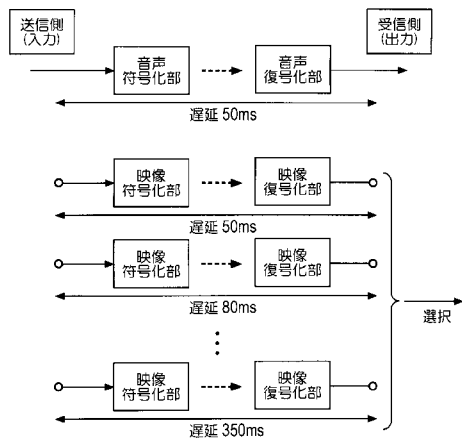 送信側
(入力)
受信側
(出力)
音声
符号化部
音声
復号化部
遅延 50ms
映像
符号化部
映像
復号化部
遅延 50ms
映像
符号化部
映像
復号化部
遅延 80ms
選択
映像
符号化部
映像
復号化部
遅延 350ms